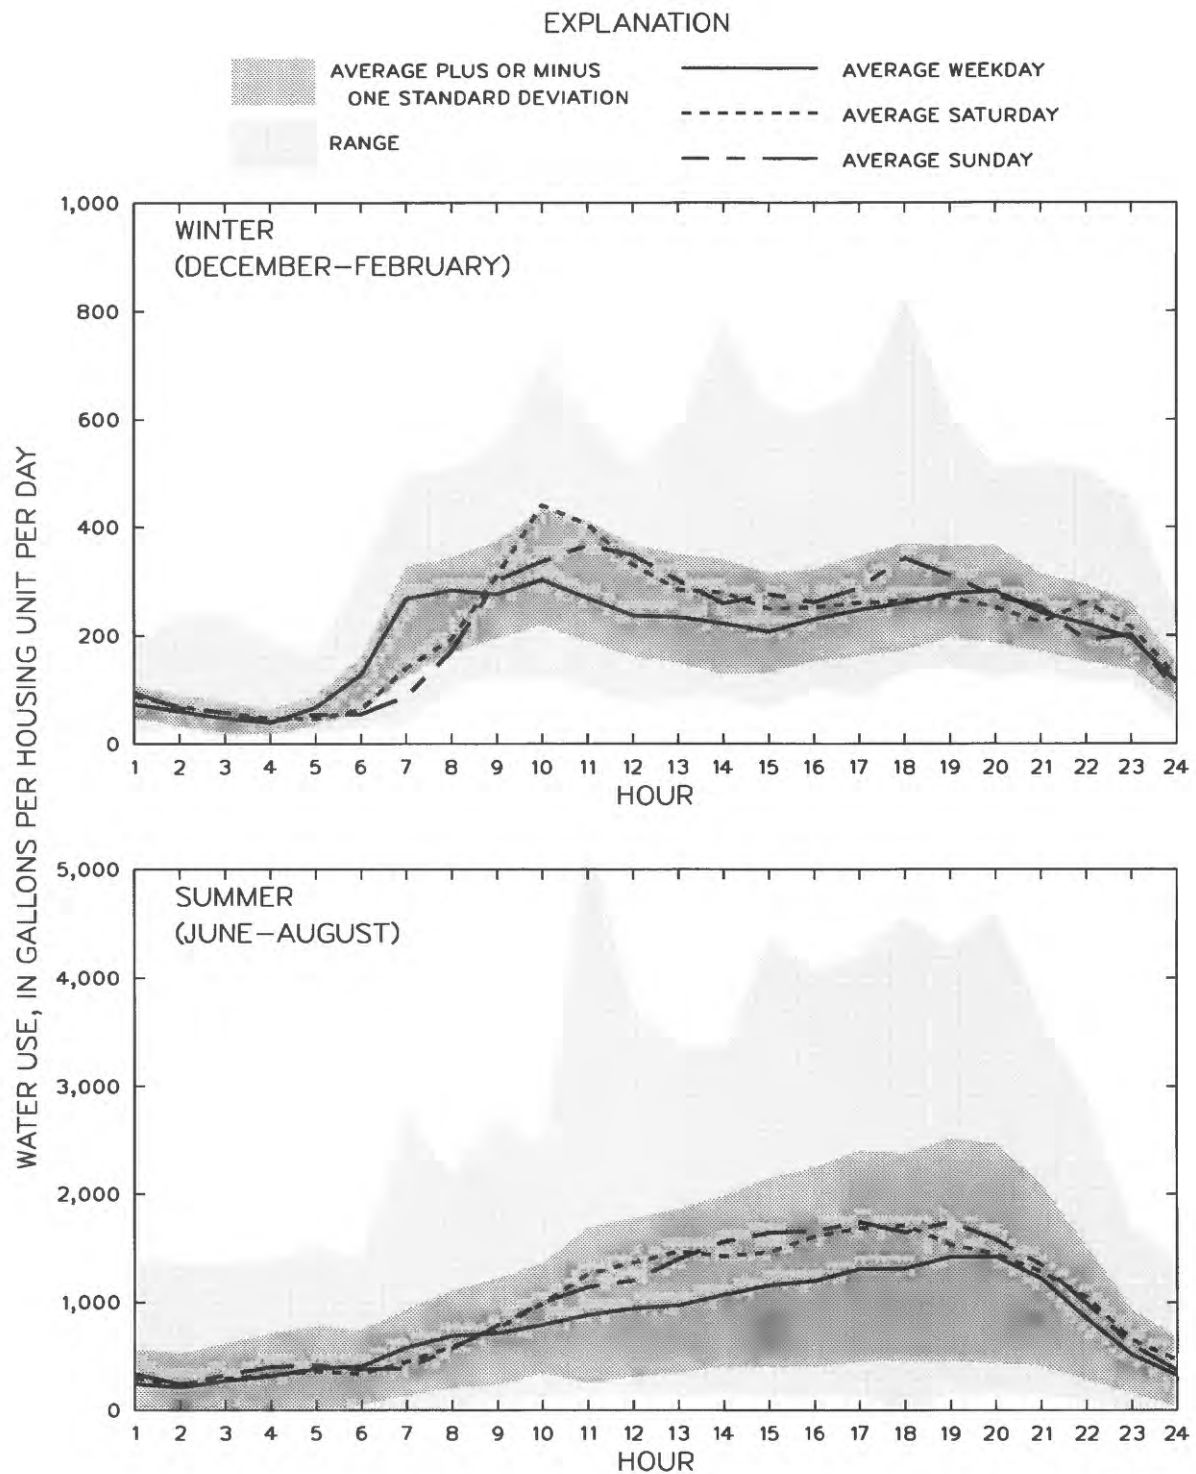 EXPLANATION
AVERAGE PLUS OR MINUS
ONE STANDARD DEVIATION
RANGE
AVERAGE WEEKDAY
AVERAGE SATURDAY
AVERAGE SUNDAY
WATER USE, IN GALLONS PER HOUSING UNIT PER DAY
1,000
800
600
400
200
0
WINTER
(DECEMBER–FEBRUARY)
1 2 3 4 5 6 7 8 9 10 11 12 13 14 15 16 17 18 19 20 21 22 23 24
HOUR
5,000
4,000
3,000
2,000
1,000
0
SUMMER
(JUNE–AUGUST)
1 2 3 4 5 6 7 8 9 10 11 12 13 14 15 16 17 18 19 20 21 22 23 24
HOUR